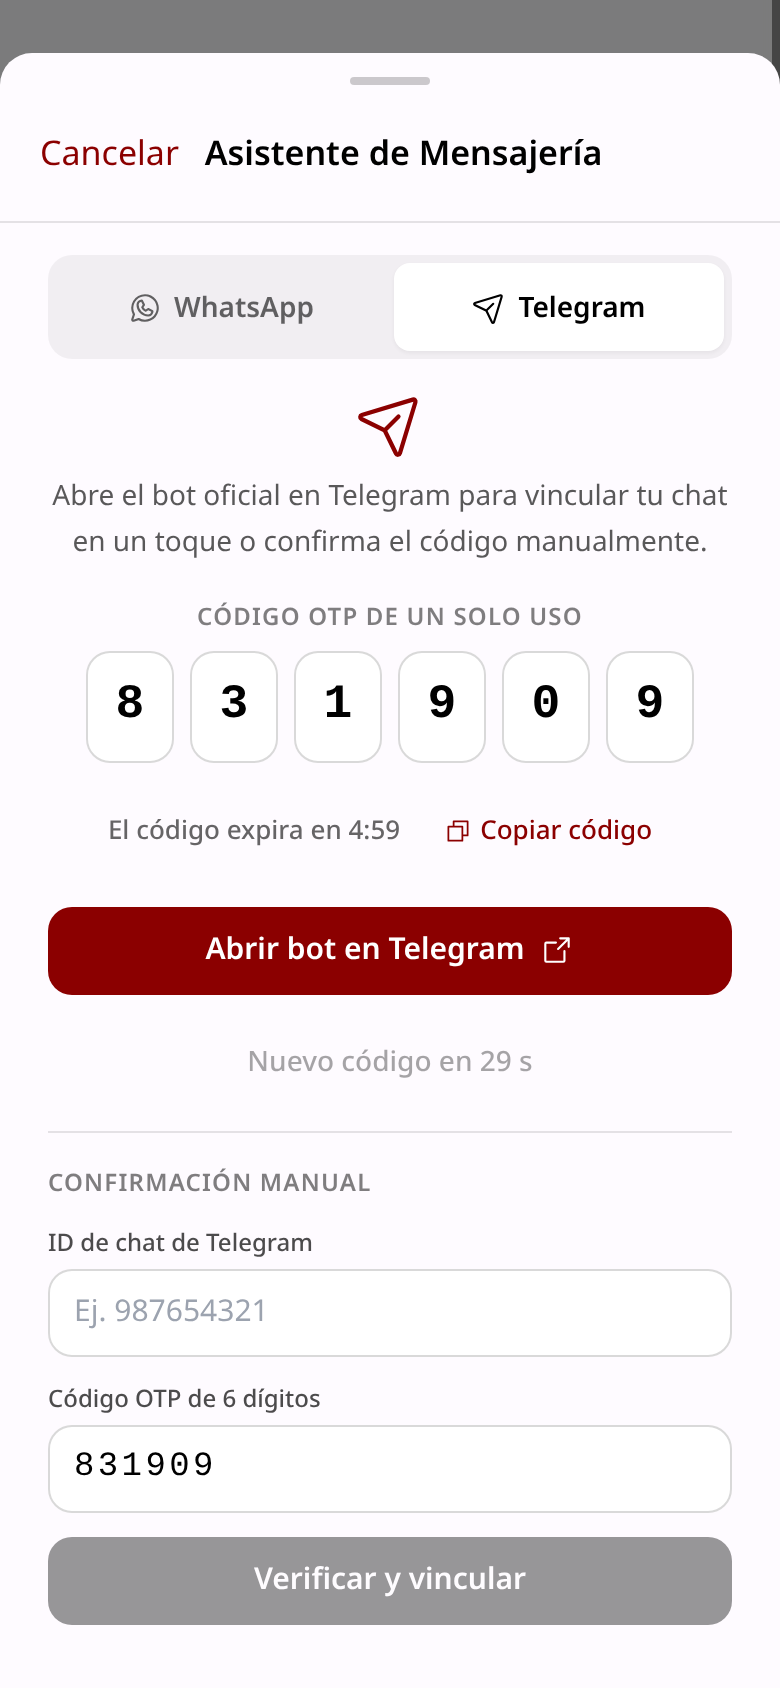 Cancelar Asistente de Mensajería
WhatsApp Telegram
Abre el bot oficial en Telegram para vincular tu chat
en un toque o confirma el código manualmente.
CÓDIGO OTP DE UN SOLO USO
8 3 1 9 0 9
El código expira en 4:59 Copiar código
Abrir bot en Telegram
Nuevo código en 29 s
CONFIRMACIÓN MANUAL
ID de chat de Telegram
Ej. 987654321
Código OTP de 6 dígitos
831909
Verificar y vincular